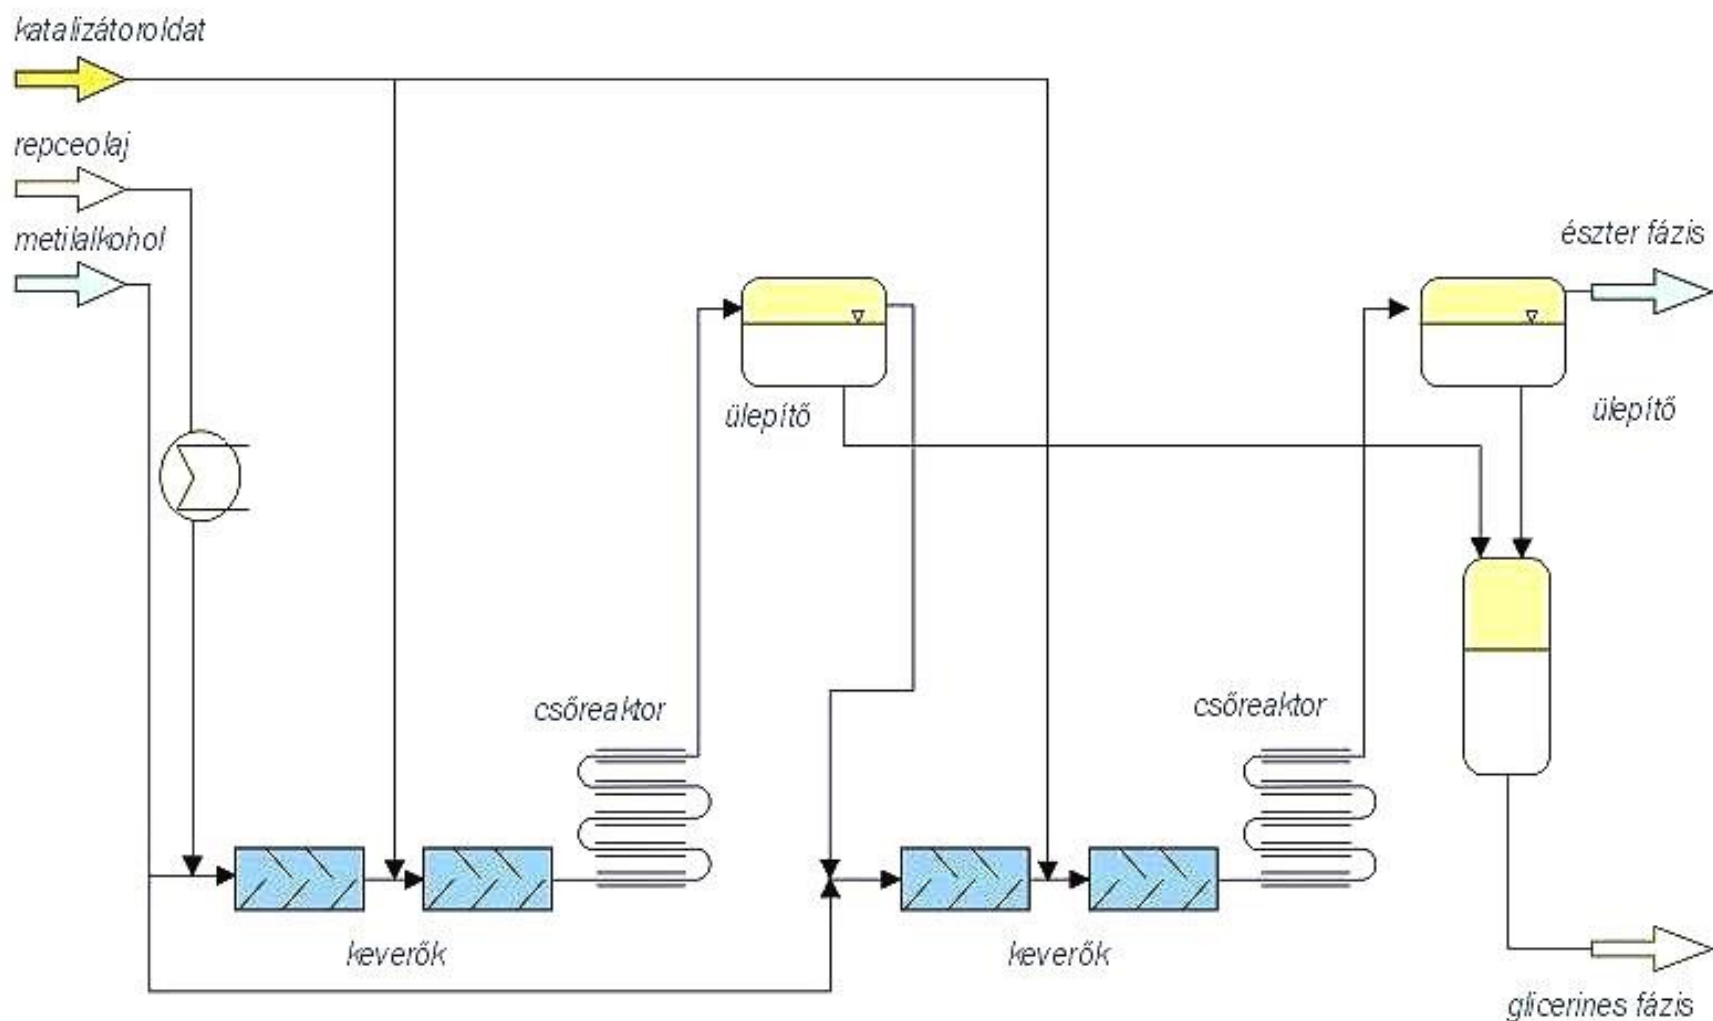 katalizátoroldat
repceolaj
metilalkohol
észter fázis
ülepítő
ülepítő
csőreaktor
csőreaktor
keverők
keverők
glicerines fázis